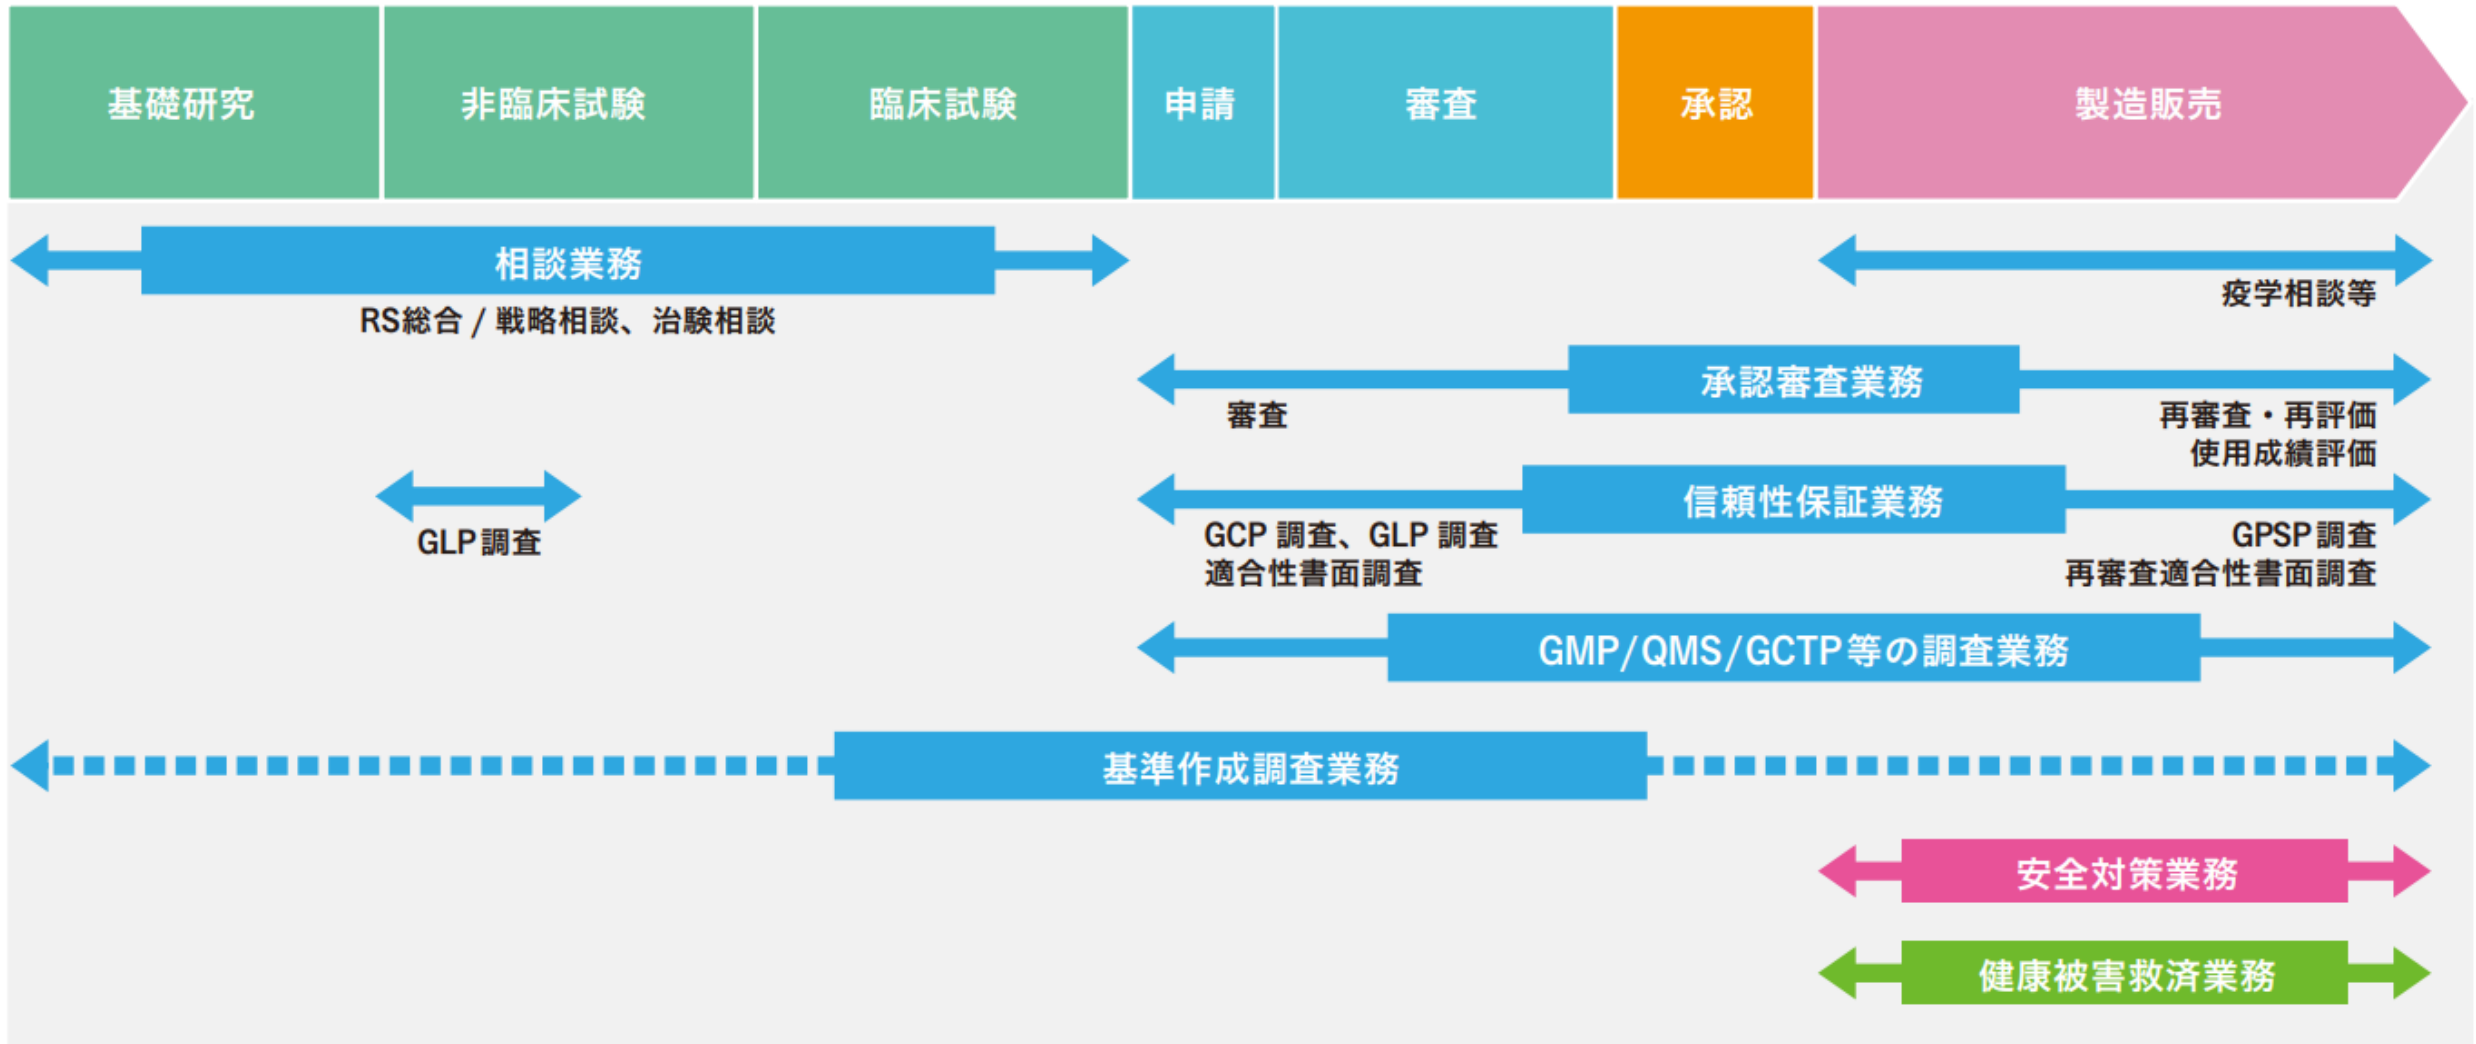 基礎研究
非臨床試験
臨床試験
申請
審査
承認
製造販売
相談業務
RS総合 / 戦略相談、治験相談
疫学相談等
承認審査業務
審査
再審査・再評価
使用成績評価
信頼性保証業務
GLP調査
GCP 調査、GLP 調査
適合性書面調査
GPSP調査
再審査適合性書面調査
GMP/QMS/GCTP等の調査業務
基準作成調査業務
安全対策業務
健康被害救済業務